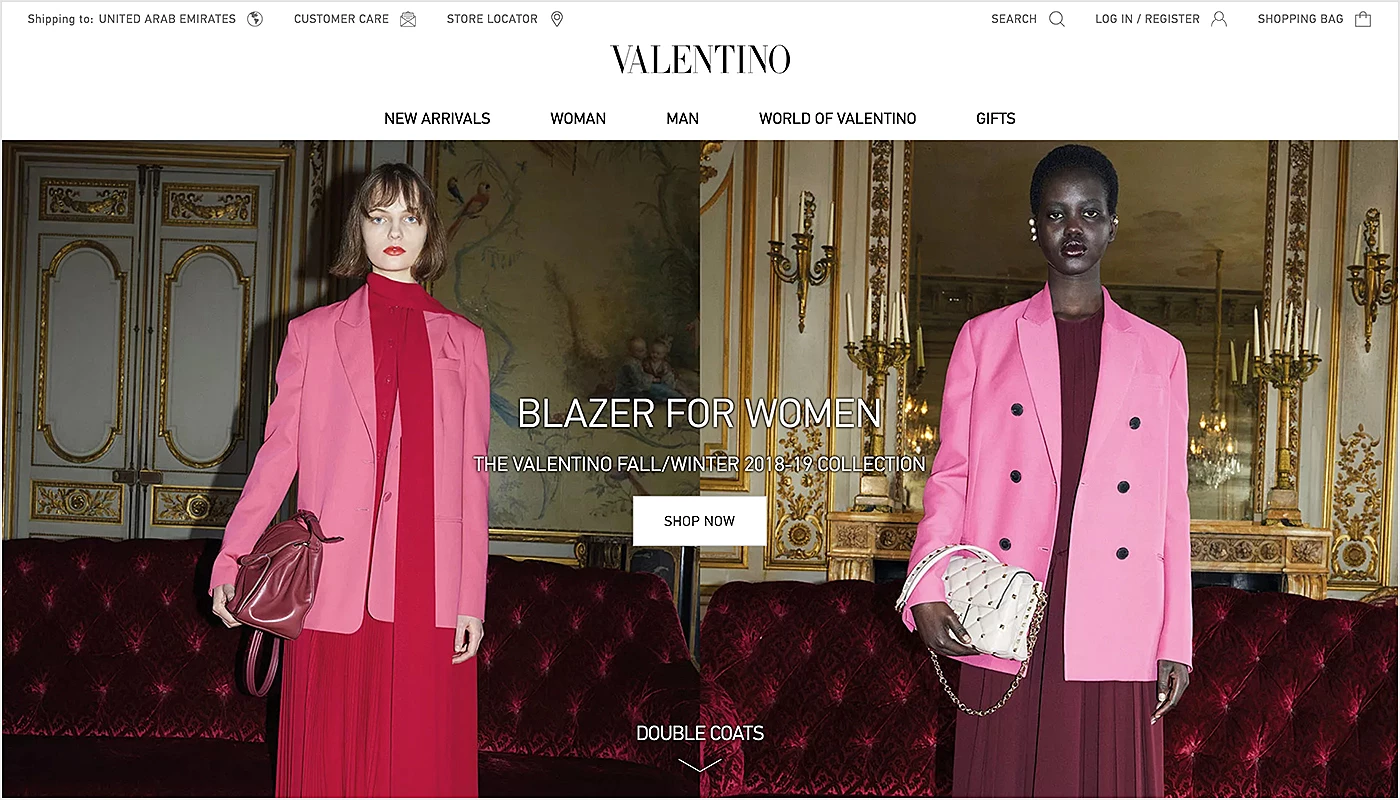 Shipping to: UNITED ARAB EMIRATES
CUSTOMER CARE
STORE LOCATOR
SEARCH
LOG IN / REGISTER
SHOPPING BAG
VALENTINO
NEW ARRIVALS
WOMAN
MAN
WORLD OF VALENTINO
GIFTS
BLAZER FOR WOMEN
THE VALENTINO FALL/WINTER 2018-19 COLLECTION
SHOP NOW
DOUBLE COATS